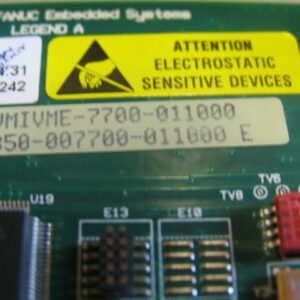 FANUC Embedded Systems
LEGEND A
ATTENTION
ELECTROSTATIC
SENSITIVE DEVICES
:31
242
VMIVME-7700-011000
350-007700-011000 E
U19
TV6
TV8
E13
E10